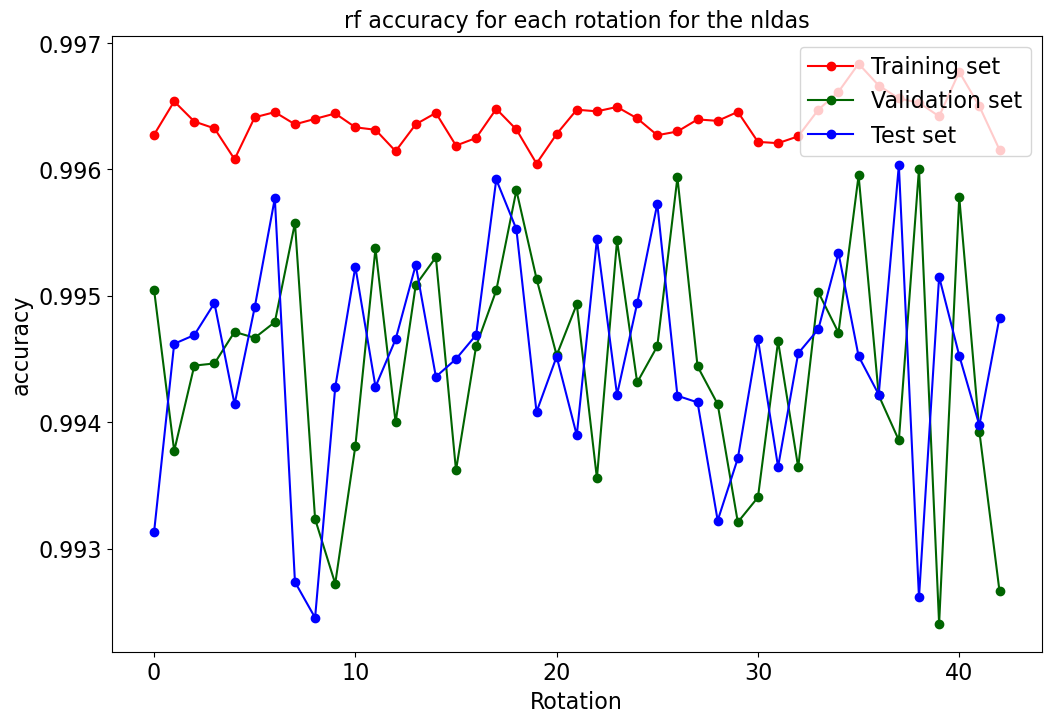 rf accuracy for each rotation for the nldas
0.997
0.996
0.995
0.994
0.993
accuracy
Training set
Validation set
Test set
0 10 20 30 40
Rotation